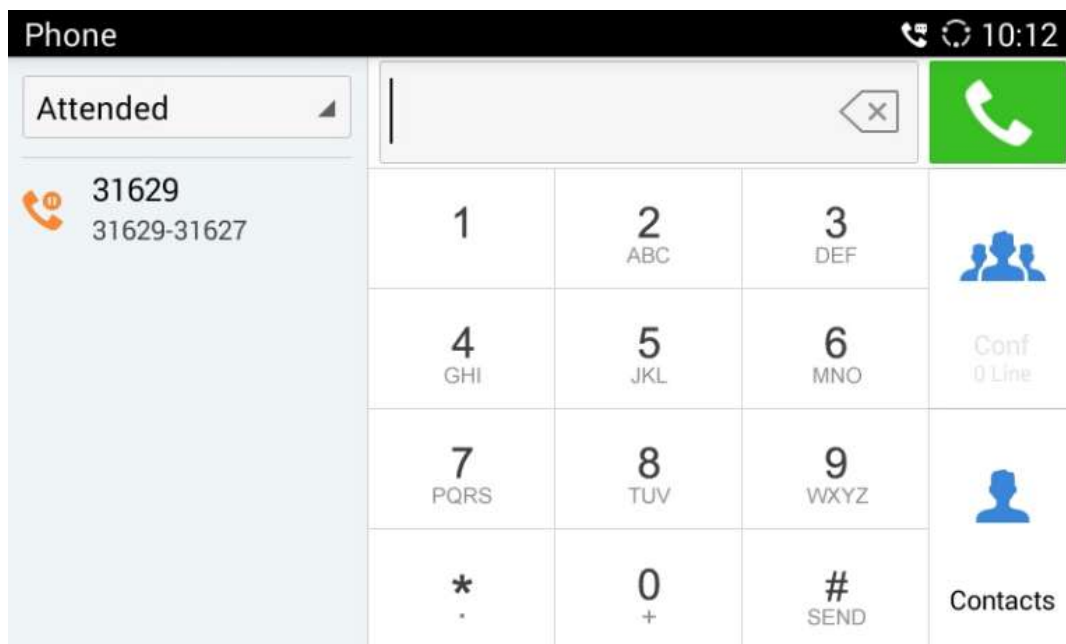 Phone
10:12
Attended
31629
31629-31627
1
2
ABC
3
DEF
4
GHI
5
JKL
6
MNO
7
PQRS
8
TUV
9
WXYZ
*
.
0
+
#
SEND
Conf
0 Line
Contacts